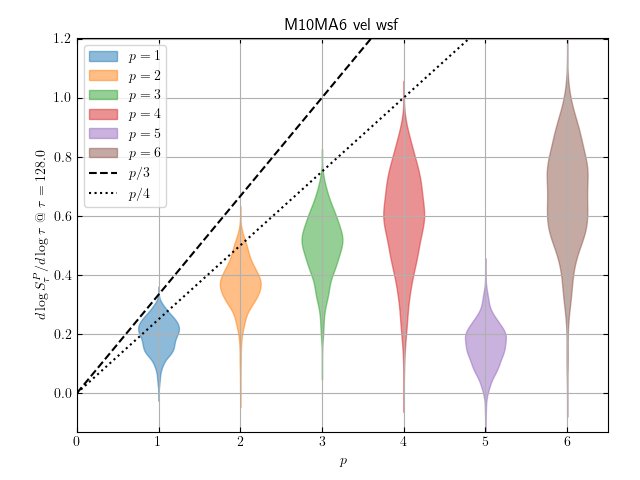 M10MA6 vel wsf
p = 1
p = 2
p = 3
p = 4
p = 5
p = 6
p/3
p/4
d log S_τ^P / d log τ @ τ = 128.0
1.2
1.0
0.8
0.6
0.4
0.2
0.0
0 1 2 3 4 5 6
p